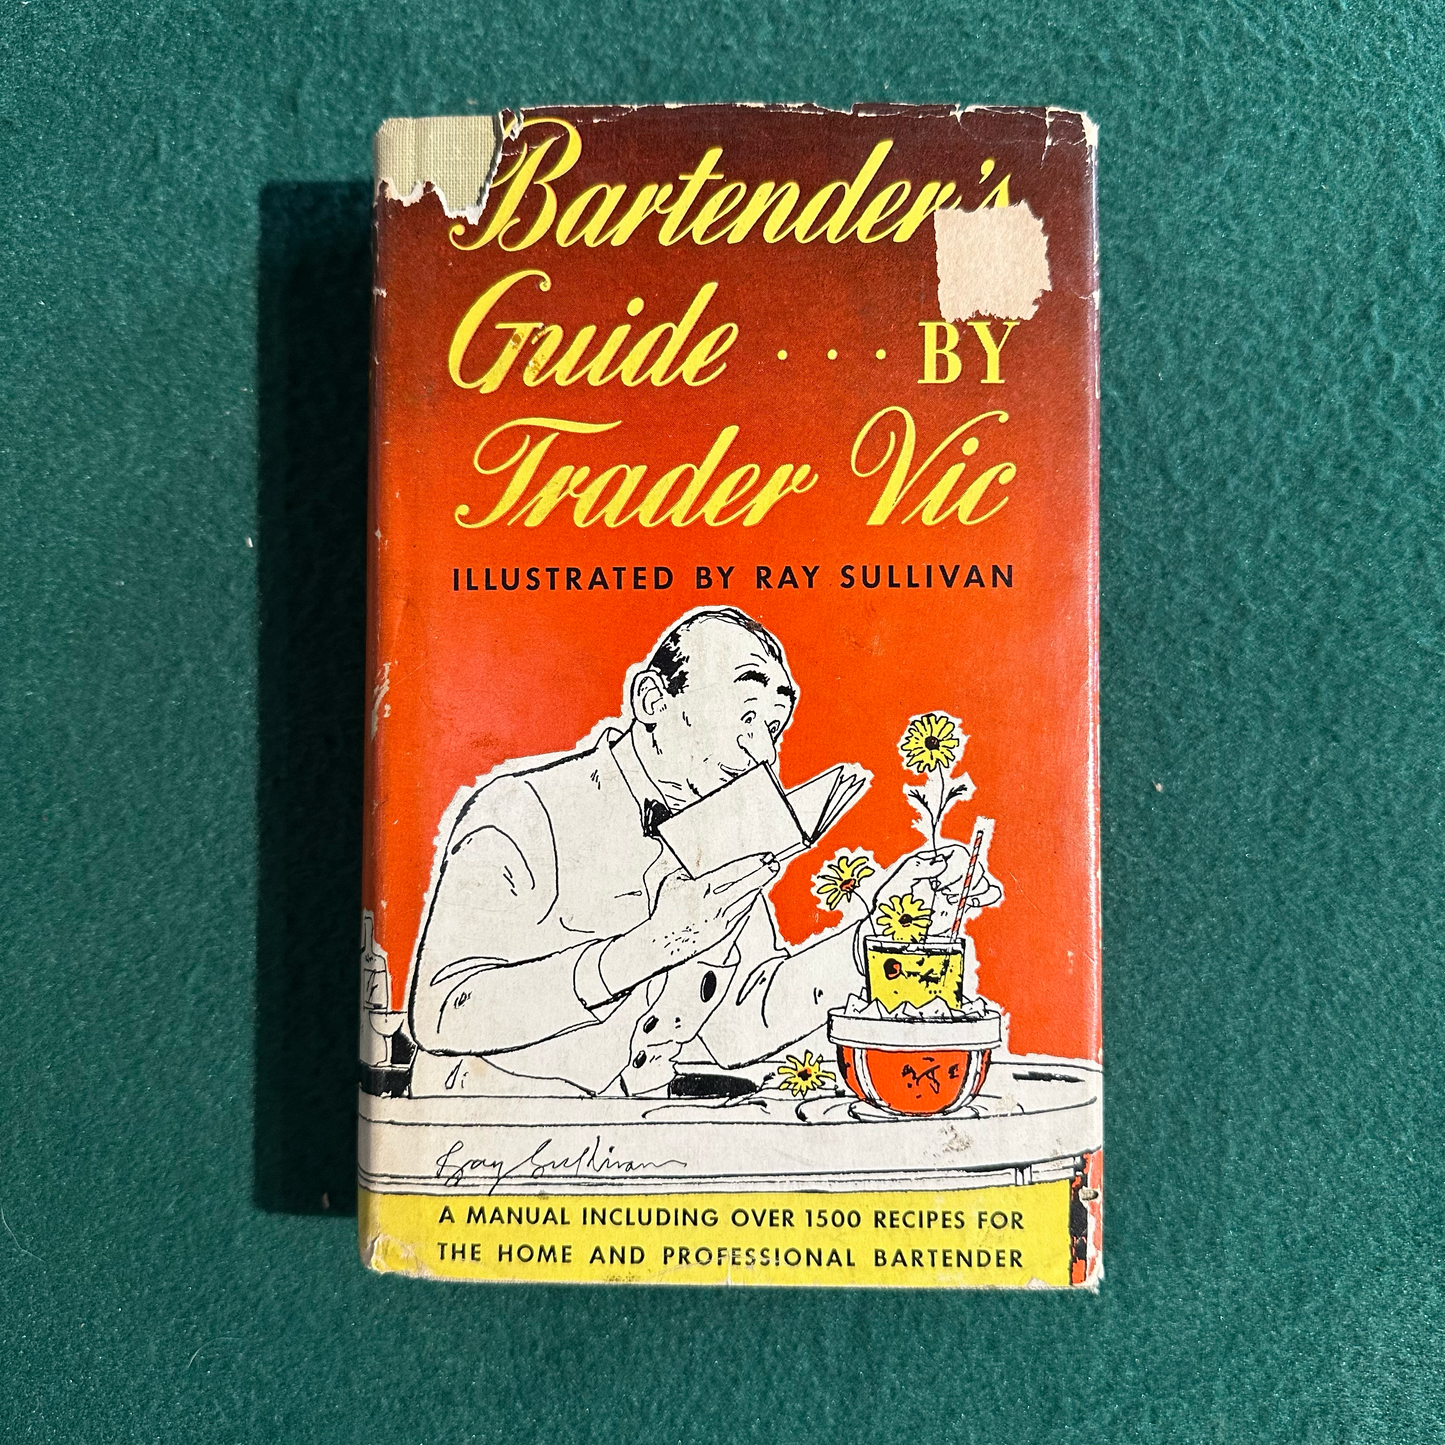 Bartender's
Guide ... BY
Trader Vic
ILLUSTRATED BY RAY SULLIVAN
Ray Sullivan
A MANUAL INCLUDING OVER 1500 RECIPES FOR
THE HOME AND PROFESSIONAL BARTENDER